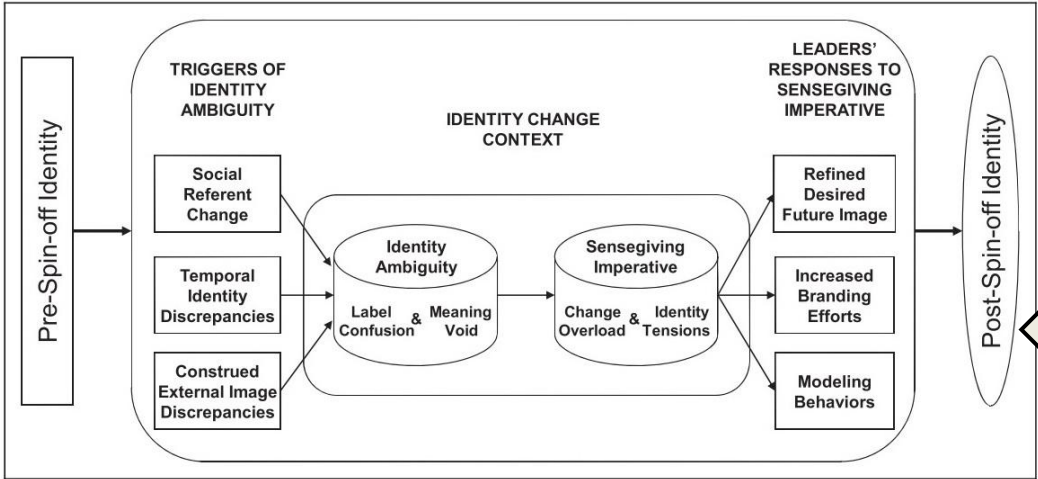 Pre-Spin-off Identity
TRIGGERS OF
IDENTITY
AMBIGUITY
Social
Referent
Change
Temporal
Identity
Discrepancies
Construed
External Image
Discrepancies
IDENTITY CHANGE
CONTEXT
Identity
Ambiguity
Label & Meaning
Confusion Void
Sensegiving
Imperative
Change & Identity
Overload Tensions
LEADERS’
RESPONSES TO
SENSEGIVING
IMPERATIVE
Refined
Desired
Future Image
Increased
Branding
Efforts
Modeling
Behaviors
Post-Spin-off Identity